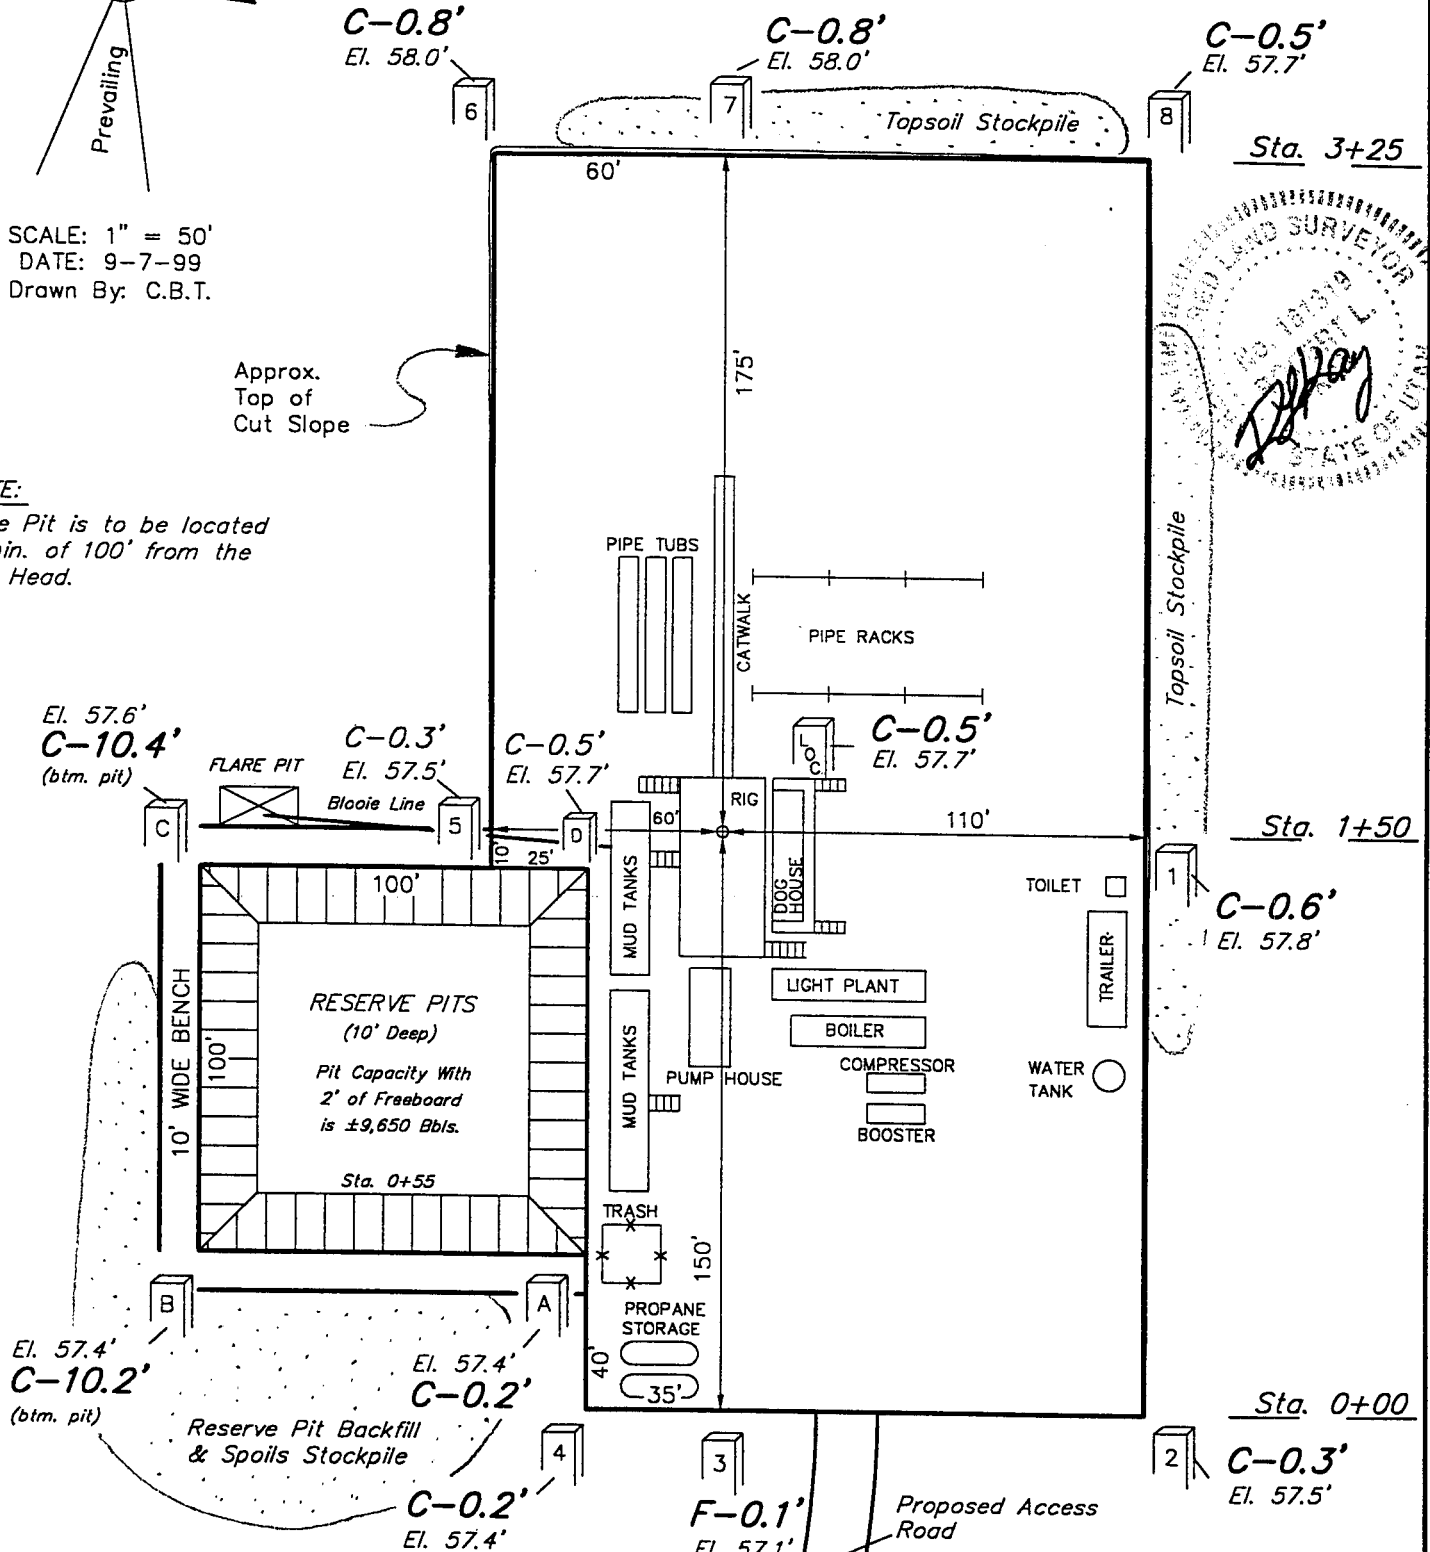 C-0.8'
El. 58.0'
C-0.8'
El. 58.0'
C-0.5'
El. 57.7'
Prevailing
6
7
8
Topsoil Stockpile
Sta. 3+25
60'
SCALE: 1" = 50'
DATE: 9-7-99
Drawn By: C.B.T.
LAND SURVEYOR
No. 161319
STATE OF UTAH
175'
Approx.
Top of
Cut Slope
TE:
e Pit is to be located
in. of 100' from the
Head.
Topsoil Stockpile
PIPE TUBS
CATWALK
PIPE RACKS
El. 57.6'
C-10.4'
(btm. pit)
FLARE PIT
Blooie Line
C-0.3'
El. 57.5'
C-0.5'
El. 57.7'
LOC.
C-0.5'
El. 57.7'
C
5
D
RIG
60'
110'
Sta. 1+50
10'
25'
100'
MUD TANKS
DOG HOUSE
TOILET
1
C-0.6'
El. 57.8'
TRAILER
10' WIDE BENCH
100'
RESERVE PITS
(10' Deep)
Pit Capacity With
2' of Freeboard
is ±9,650 Bbls.
Sta. 0+55
MUD TANKS
PUMP HOUSE
LIGHT PLANT
BOILER
COMPRESSOR
BOOSTER
WATER
TANK
TRASH
150'
B
A
PROPANE
STORAGE
40'
35'
El. 57.4'
C-10.2'
(btm. pit)
El. 57.4'
C-0.2'
Reserve Pit Backfill
& Spoils Stockpile
Sta. 0+00
4
3
2
C-0.3'
El. 57.5'
C-0.2'
El. 57.4'
F-0.1'
El. 57.1'
Proposed Access
Road